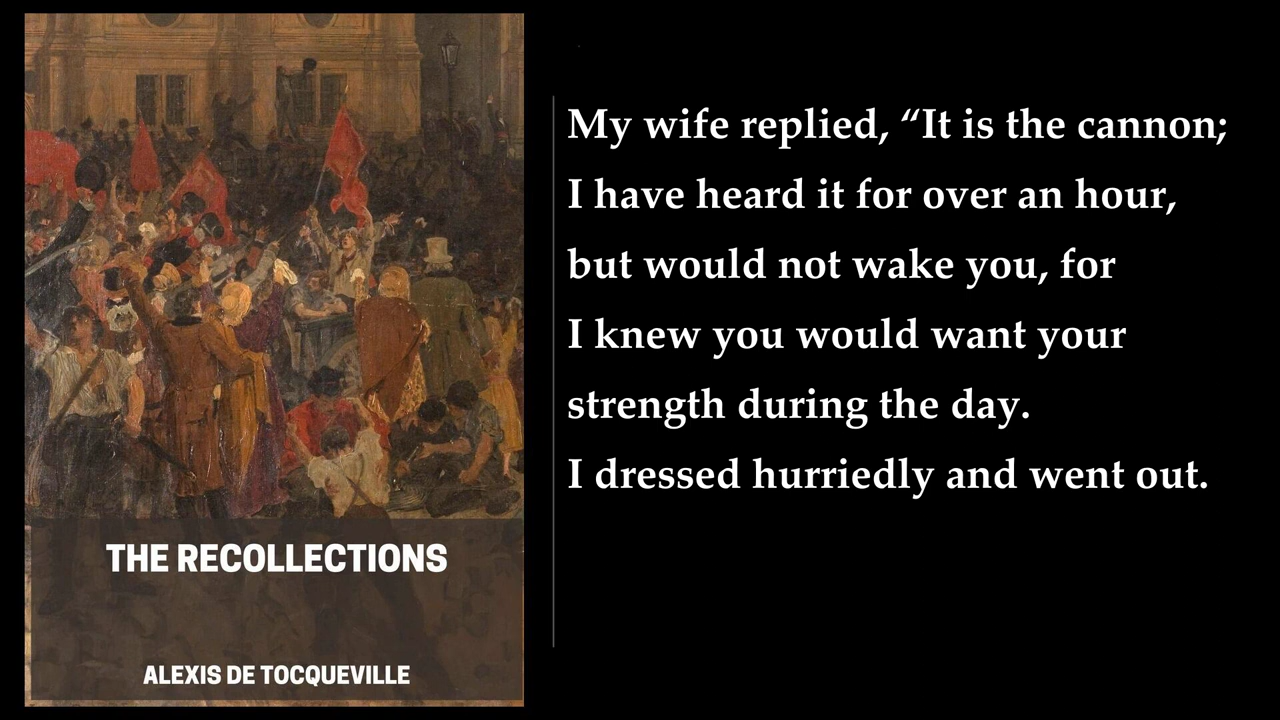 THE RECOLLECTIONS
ALEXIS DE TOCQUEVILLE
My wife replied, “It is the cannon;
I have heard it for over an hour,
but would not wake you, for
I knew you would want your
strength during the day.
I dressed hurriedly and went out.